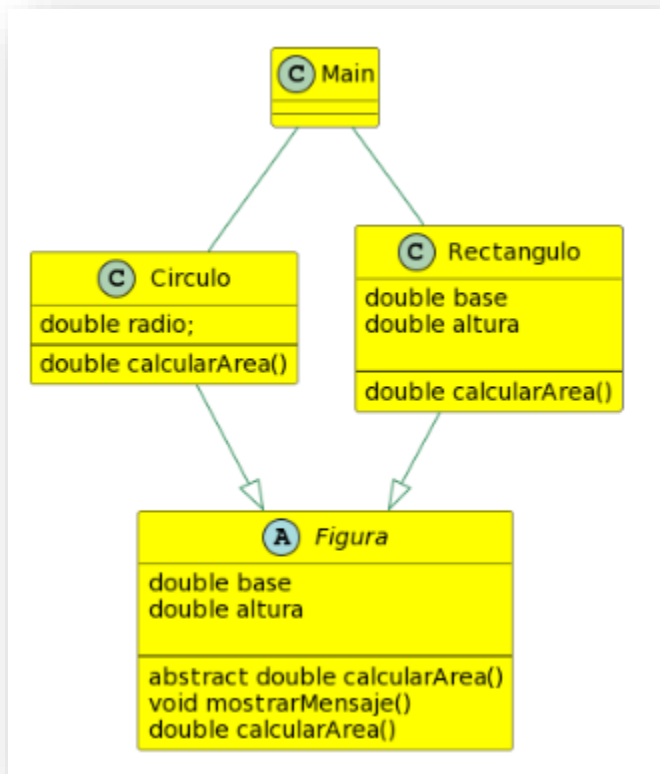 C Main
C Circulo
double radio;
double calcularArea()
C Rectangulo
double base
double altura
double calcularArea()
A Figura
double base
double altura
abstract double calcularArea()
void mostrarMensaje()
double calcularArea()